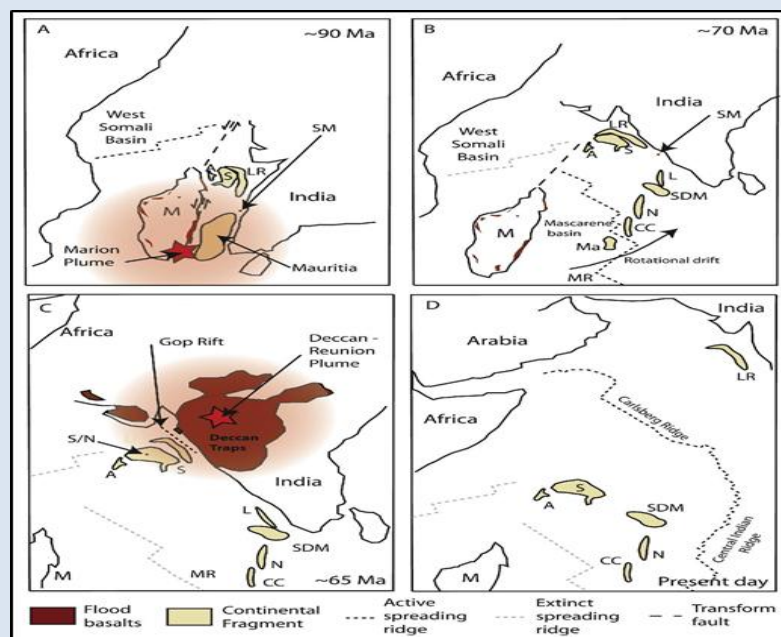 A
~90 Ma
Africa
West
Somali
Basin
SM
S
LR
India
M
Marion
Plume
Mauritia
B
~70 Ma
Africa
India
LR
SM
West
Somali
Basin
A
S
L
SDM
M
Mascarene
basin
N
CC
Ma
Rotational drift
MR
C
Africa
Gop Rift
Deccan -
Reunion
Plume
S/N
Deccan
Traps
A
S
India
L
SDM
N
M
MR
CC
~65 Ma
D
India
Arabia
LR
Africa
Carlsberg Ridge
S
A
SDM
Central Indian
Ridge
N
CC
M
Present day
Flood
basalts
Continental
Fragment
Active
spreading
ridge
Extinct
spreading ridge
Transform
fault